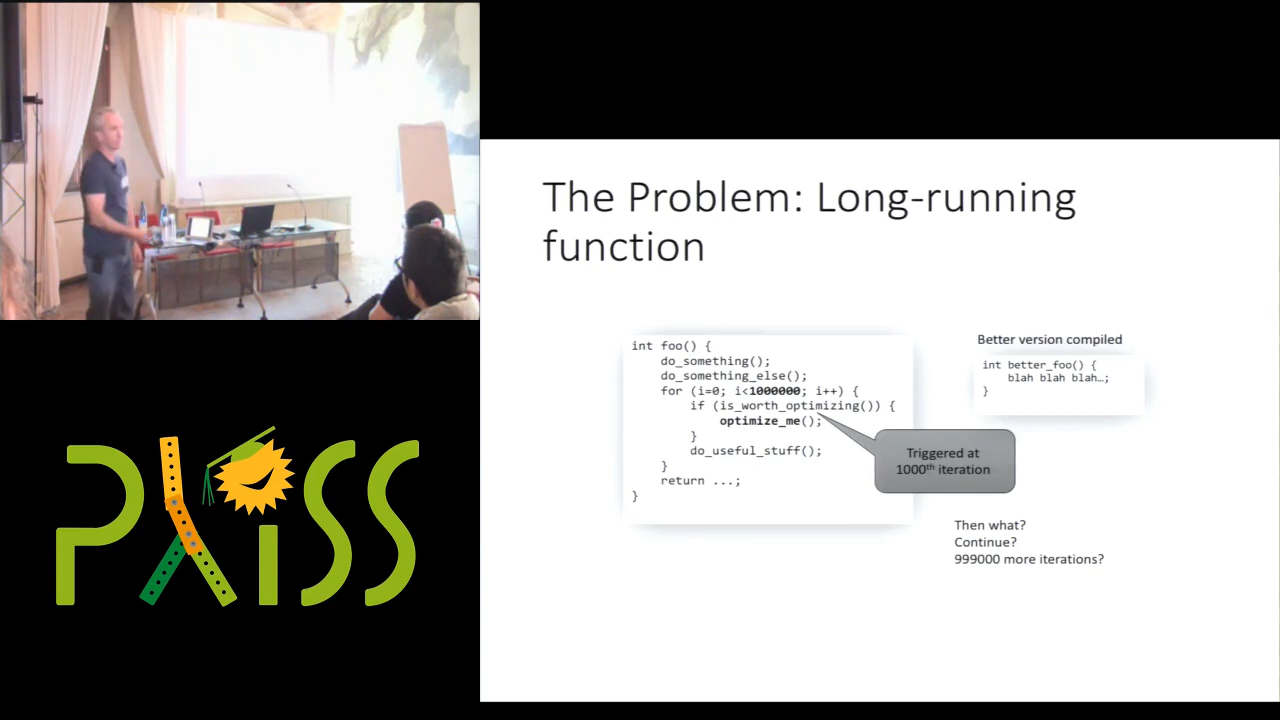 The Problem: Long-running
function
int foo() {
do_something();
do_something_else();
for (i=0; i<1000000; i++) {
if (is_worth_optimizing()) {
optimize_me();
}
do_useful_stuff();
}
return ...;
}
Better version compiled
int better_foo() {
blah blah blah…;
}
Triggered at
1000th iteration
Then what?
Continue?
999000 more iterations?
PLISS